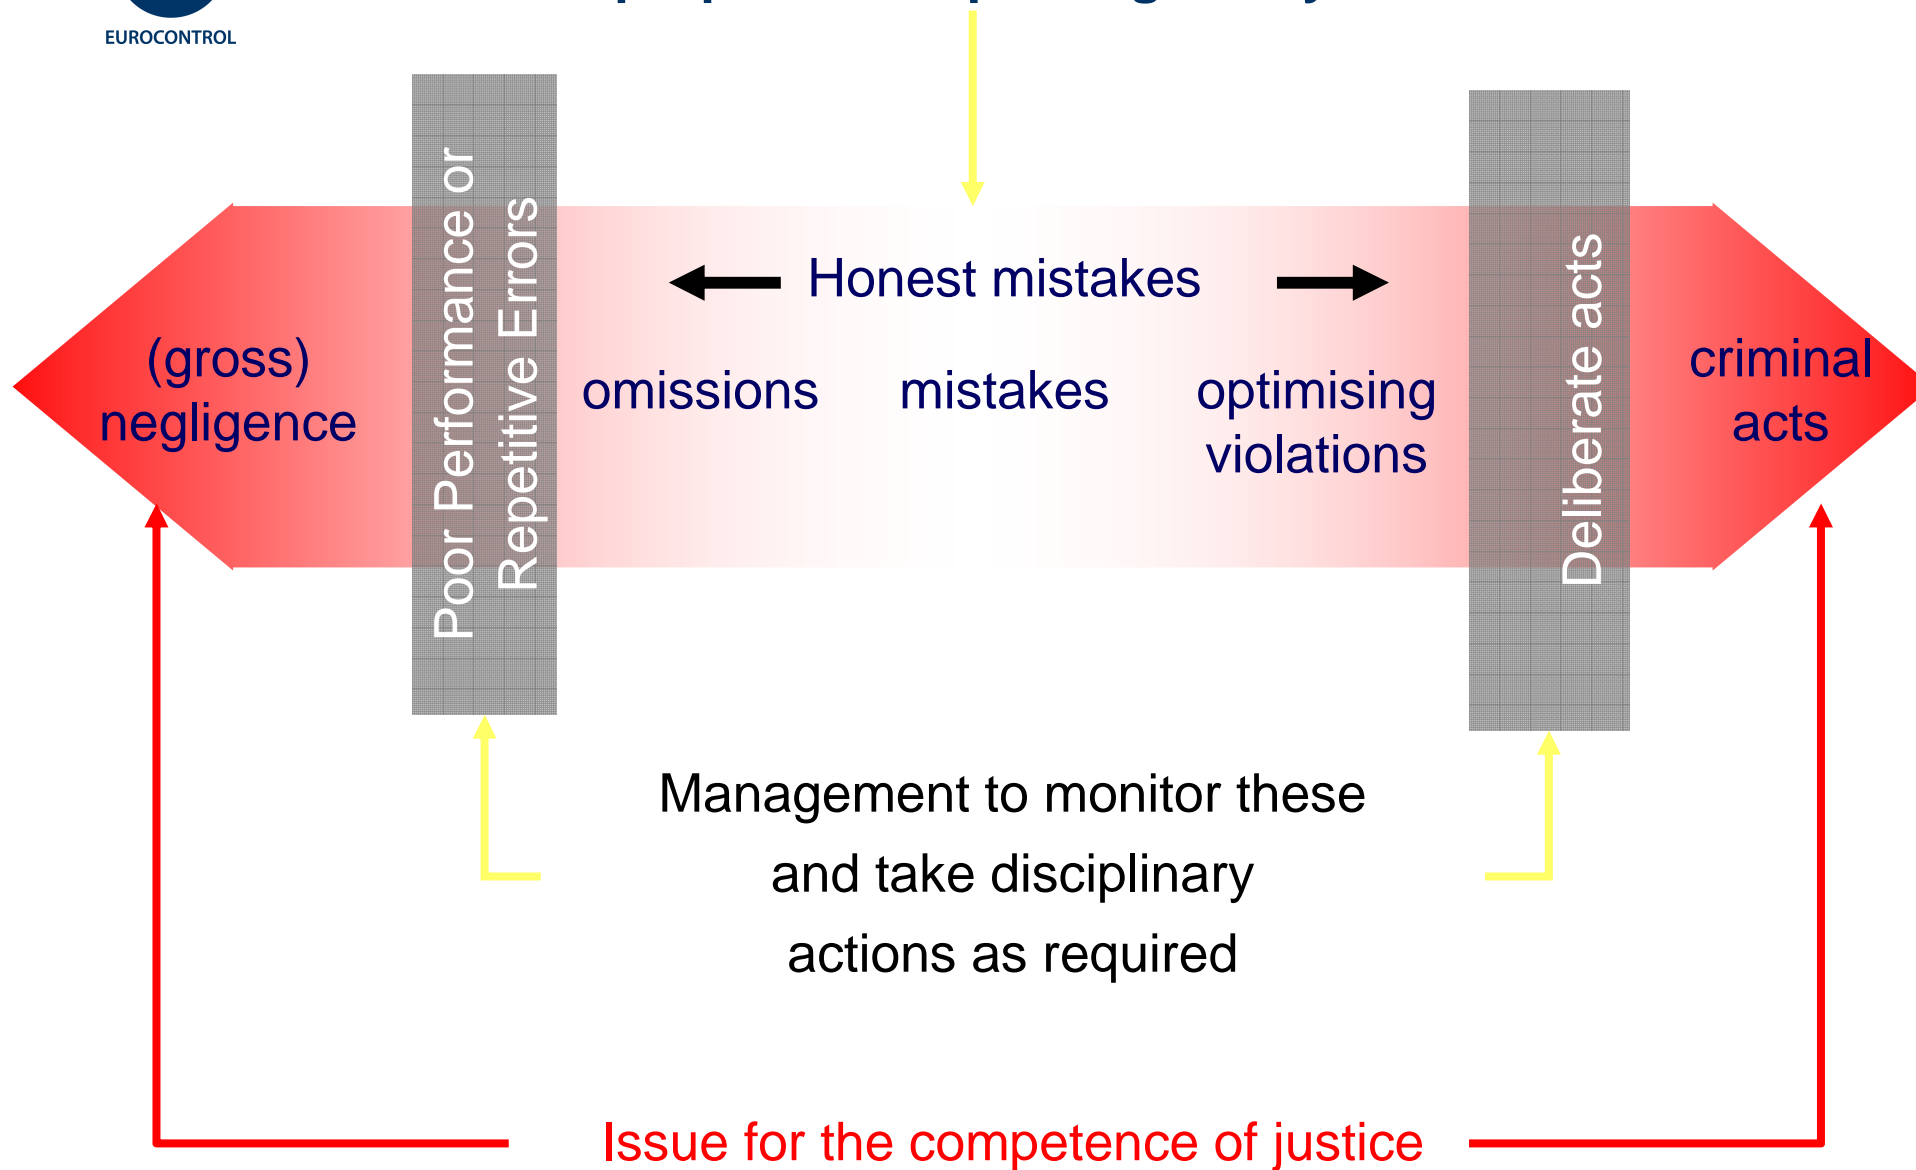 EUROCONTROL
Poor Performance or
Repetitive Errors
Deliberate acts
Honest mistakes
(gross)
negligence
omissions
mistakes
optimising
violations
criminal
acts
Management to monitor these
and take disciplinary
actions as required
Issue for the competence of justice